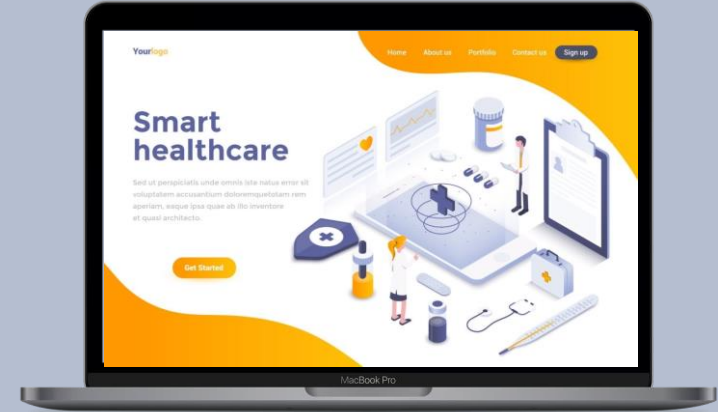 Yourlogo
Home About us Portfolio Contact us Sign up
Smart
healthcare
Sed ut perspiciatis unde omnis iste natus error sit
voluptatem accusantium doloremquelistam rem
aperiam, eaque ipsa quae ab illo inventore
et quasi architecto.
Get Started
MacBook Pro